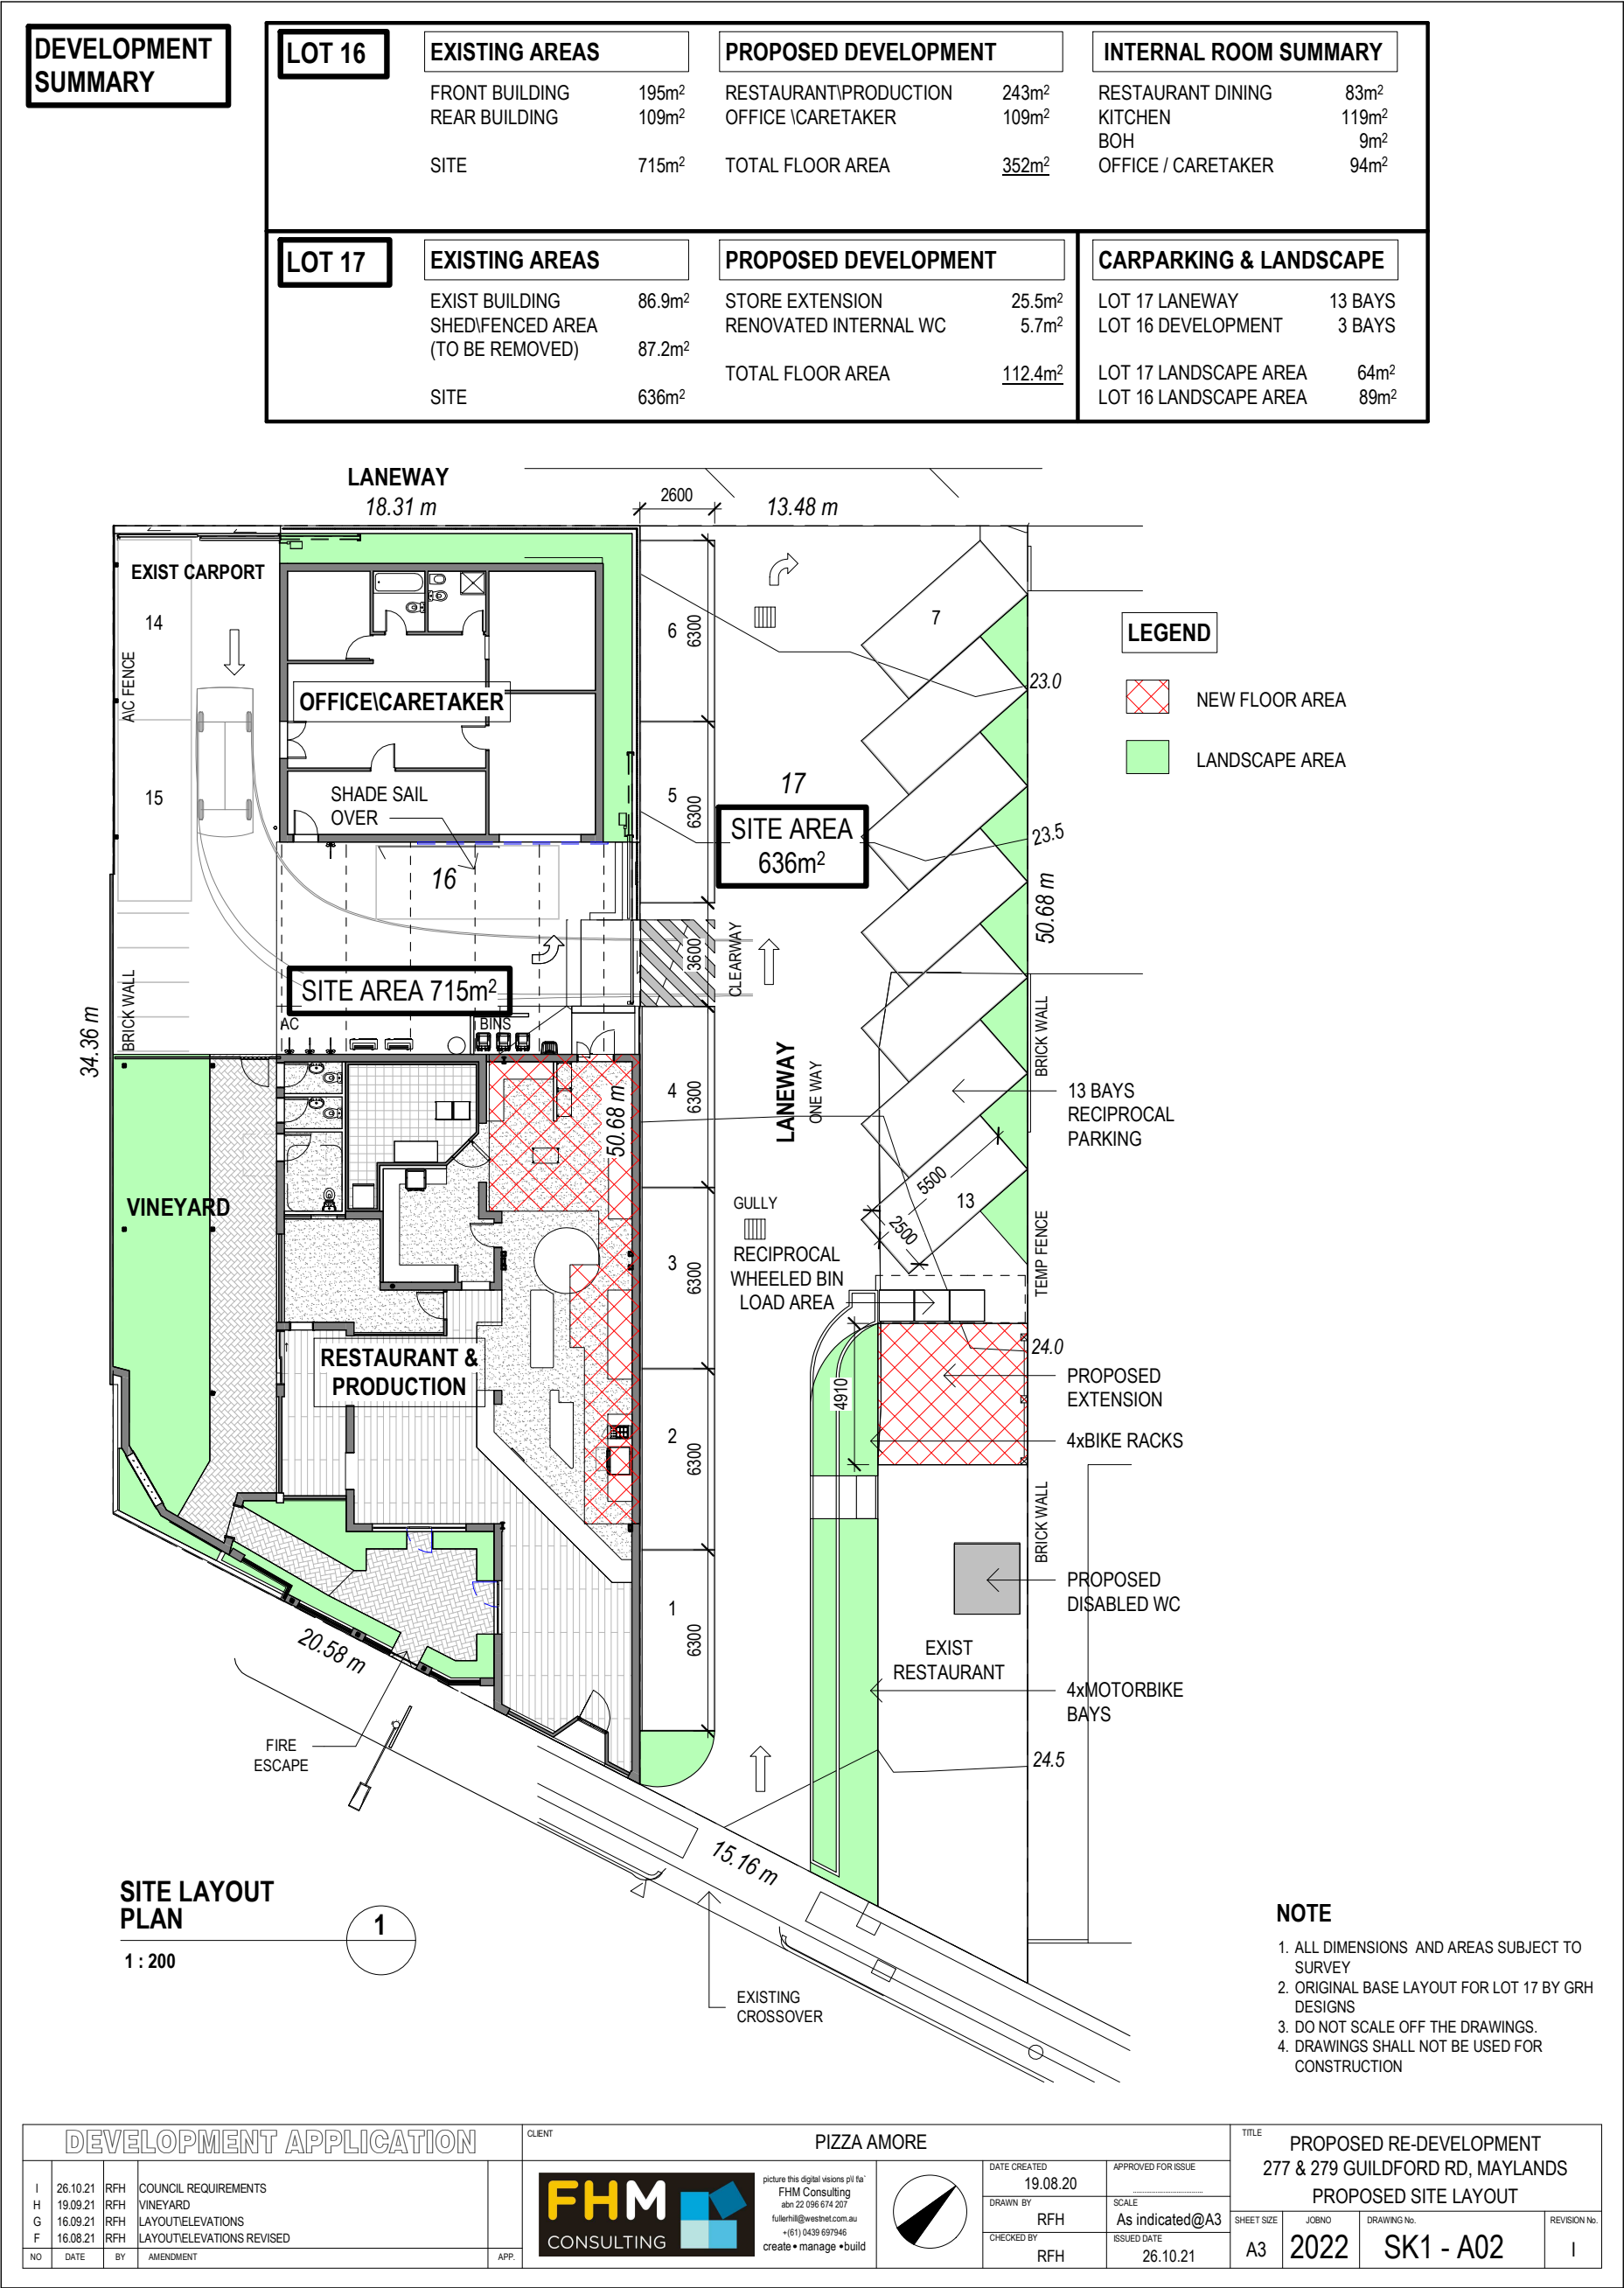 DEVELOPMENT
SUMMARY
LOT 16
EXISTING AREAS
FRONT BUILDING 195m²
REAR BUILDING 109m²
SITE 715m²
PROPOSED DEVELOPMENT
RESTAURANT\PRODUCTION 243m²
OFFICE \CARETAKER 109m²
TOTAL FLOOR AREA 352m²
INTERNAL ROOM SUMMARY
RESTAURANT DINING 83m²
KITCHEN 119m²
BOH 9m²
OFFICE / CARETAKER 94m²
LOT 17
EXISTING AREAS
EXIST BUILDING 86.9m²
SHED\FENCED AREA
(TO BE REMOVED) 87.2m²
SITE 636m²
PROPOSED DEVELOPMENT
STORE EXTENSION 25.5m²
RENOVATED INTERNAL WC 5.7m²
TOTAL FLOOR AREA 112.4m²
CARPARKING & LANDSCAPE
LOT 17 LANEWAY 13 BAYS
LOT 16 DEVELOPMENT 3 BAYS
LOT 17 LANDSCAPE AREA 64m²
LOT 16 LANDSCAPE AREA 89m²
LANEWAY
18.31 m
2600
13.48 m
EXIST CARPORT
14
A\C FENCE
15
OFFICE\CARETAKER
SHADE SAIL
OVER
16
SITE AREA 715m²
BRICK WALL
34.36 m
AC
BINS
6
6300
5
6300
3600
CLEARWAY
17
SITE AREA
636m²
7
23.0
23.5
50.68 m
LEGEND
NEW FLOOR AREA
LANDSCAPE AREA
VINEYARD
50.68 m
4
6300
LANEWAY
ONE WAY
BRICK WALL
13 BAYS
RECIPROCAL
PARKING
5500
2500
13
GULLY
RECIPROCAL
WHEELED BIN
LOAD AREA
3
6300
TEMP FENCE
24.0
RESTAURANT &
PRODUCTION
4910
PROPOSED
EXTENSION
4xBIKE RACKS
2
6300
BRICK WALL
PROPOSED
DISABLED WC
1
6300
EXIST
RESTAURANT
4xMOTORBIKE
BAYS
20.58 m
24.5
FIRE
ESCAPE
15.16 m
EXISTING
CROSSOVER
SITE LAYOUT
PLAN
1
1 : 200
NOTE
1. ALL DIMENSIONS AND AREAS SUBJECT TO
SURVEY
2. ORIGINAL BASE LAYOUT FOR LOT 17 BY GRH
DESIGNS
3. DO NOT SCALE OFF THE DRAWINGS.
4. DRAWINGS SHALL NOT BE USED FOR
CONSTRUCTION
DEVELOPMENT APPLICATION
I 26.10.21 RFH COUNCIL REQUIREMENTS
H 19.09.21 RFH VINEYARD
G 16.09.21 RFH LAYOUT\ELEVATIONS
F 16.08.21 RFH LAYOUT\ELEVATIONS REVISED
NO DATE BY AMENDMENT APP.
CLIENT
PIZZA AMORE
FHM
CONSULTING
picture this digital visions p\l t\a'
FHM Consulting
abn 22 096 674 207
fullerhill@westnet.com.au
+(61) 0439 697946
create • manage • build
DATE CREATED
19.08.20
DRAWN BY
RFH
CHECKED BY
RFH
APPROVED FOR ISSUE
SCALE
As indicated@A3
ISSUED DATE
26.10.21
TITLE
PROPOSED RE-DEVELOPMENT
277 & 279 GUILDFORD RD, MAYLANDS
PROPOSED SITE LAYOUT
SHEET SIZE
A3
JOBNO
2022
DRAWING No.
SK1 - A02
REVISION No.
I